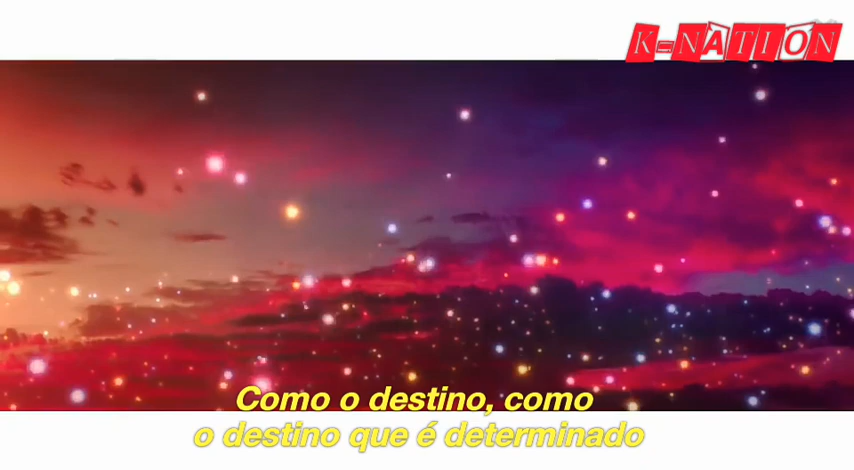 K-NATION
Como o destino, como
o destino que é determinado